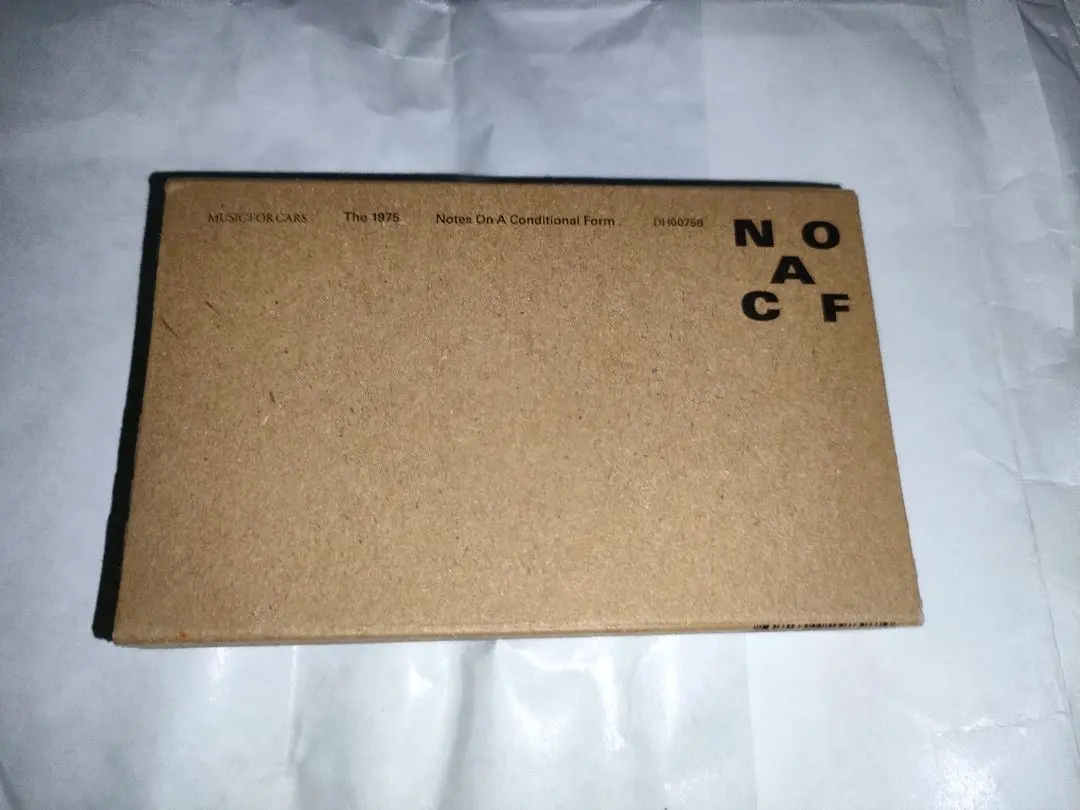 MUSIC FOR CARS The 1975 Notes On A Conditional Form. DH00758
N O
A
C F